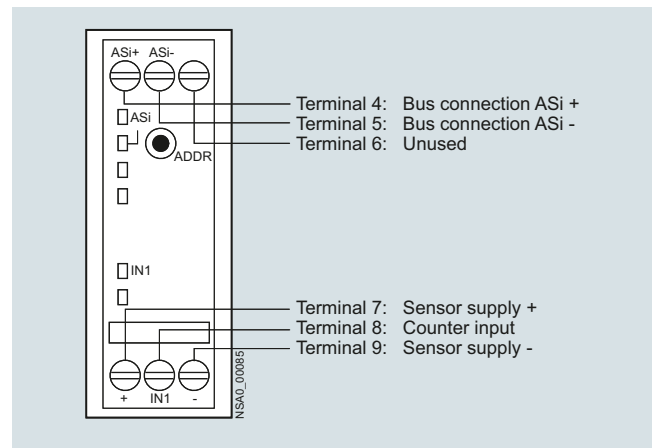 ASi+ ASi-
Terminal 4: Bus connection ASi +
Terminal 5: Bus connection ASi -
Terminal 6: Unused
ASi
ADDR
IN1
Terminal 7: Sensor supply +
Terminal 8: Counter input
Terminal 9: Sensor supply -
+ IN1 -
NSA0_00085